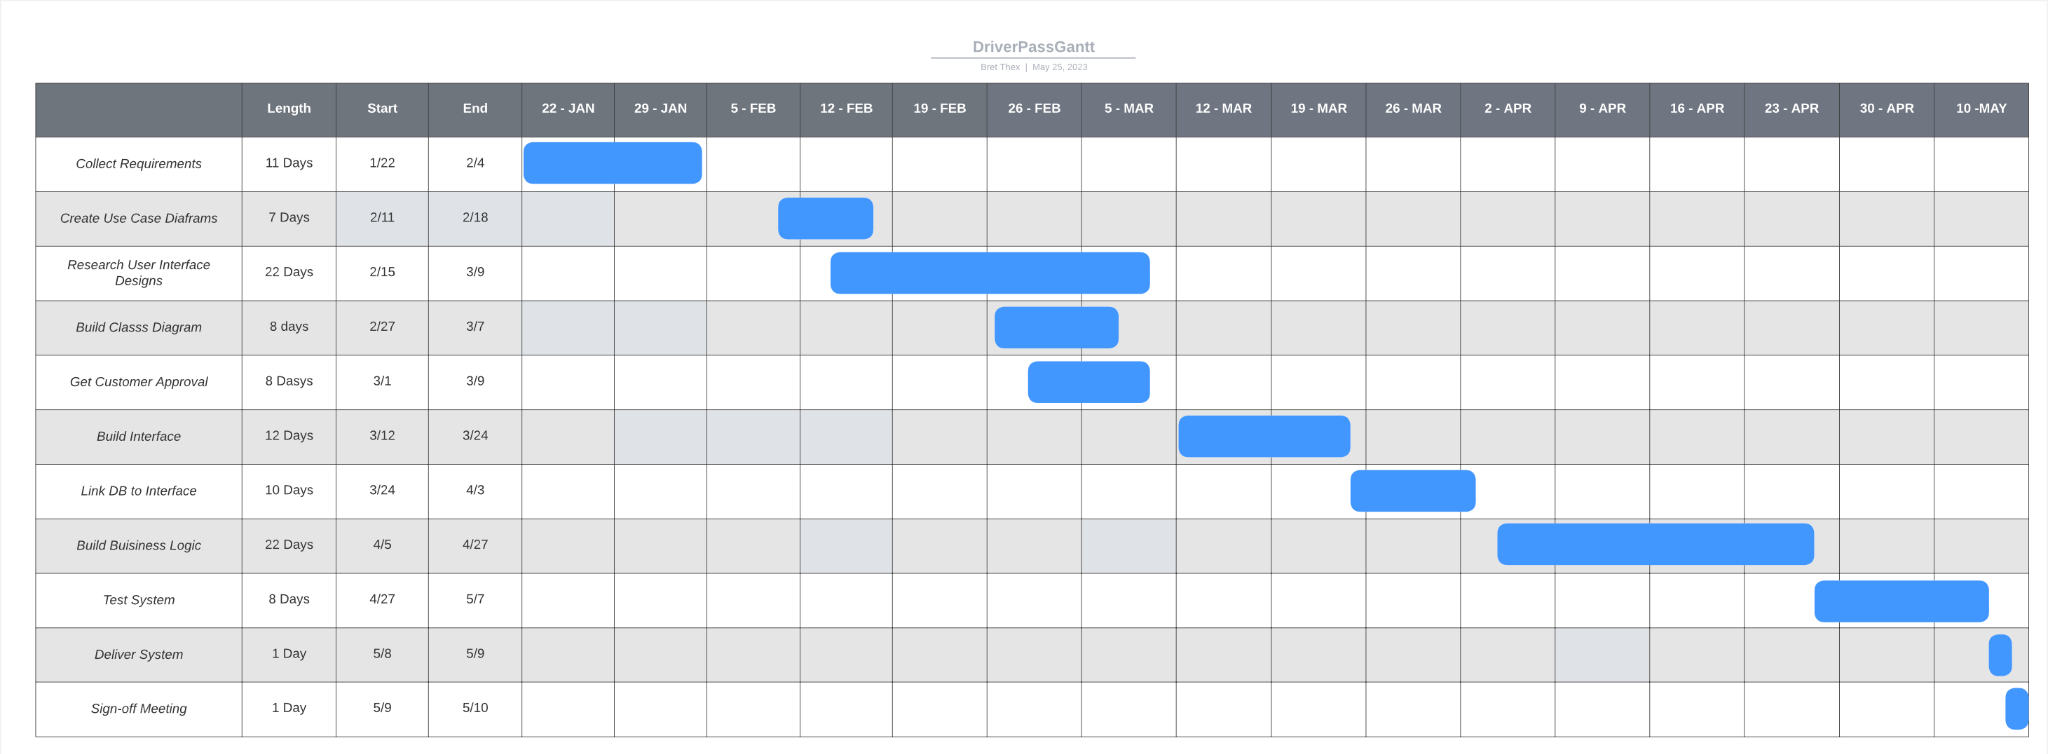 DriverPassGantt
Bret Thex | May 25, 2023
Length Start End 22 - JAN 29 - JAN 5 - FEB 12 - FEB 19 - FEB 26 - FEB 5 - MAR 12 - MAR 19 - MAR 26 - MAR 2 - APR 9 - APR 16 - APR 23 - APR 30 - APR 10 -MAY
Collect Requirements 11 Days 1/22 2/4
Create Use Case Diaframs 7 Days 2/11 2/18
Research User Interface
Designs 22 Days 2/15 3/9
Build Classs Diagram 8 days 2/27 3/7
Get Customer Approval 8 Dasys 3/1 3/9
Build Interface 12 Days 3/12 3/24
Link DB to Interface 10 Days 3/24 4/3
Build Buisiness Logic 22 Days 4/5 4/27
Test System 8 Days 4/27 5/7
Deliver System 1 Day 5/8 5/9
Sign-off Meeting 1 Day 5/9 5/10